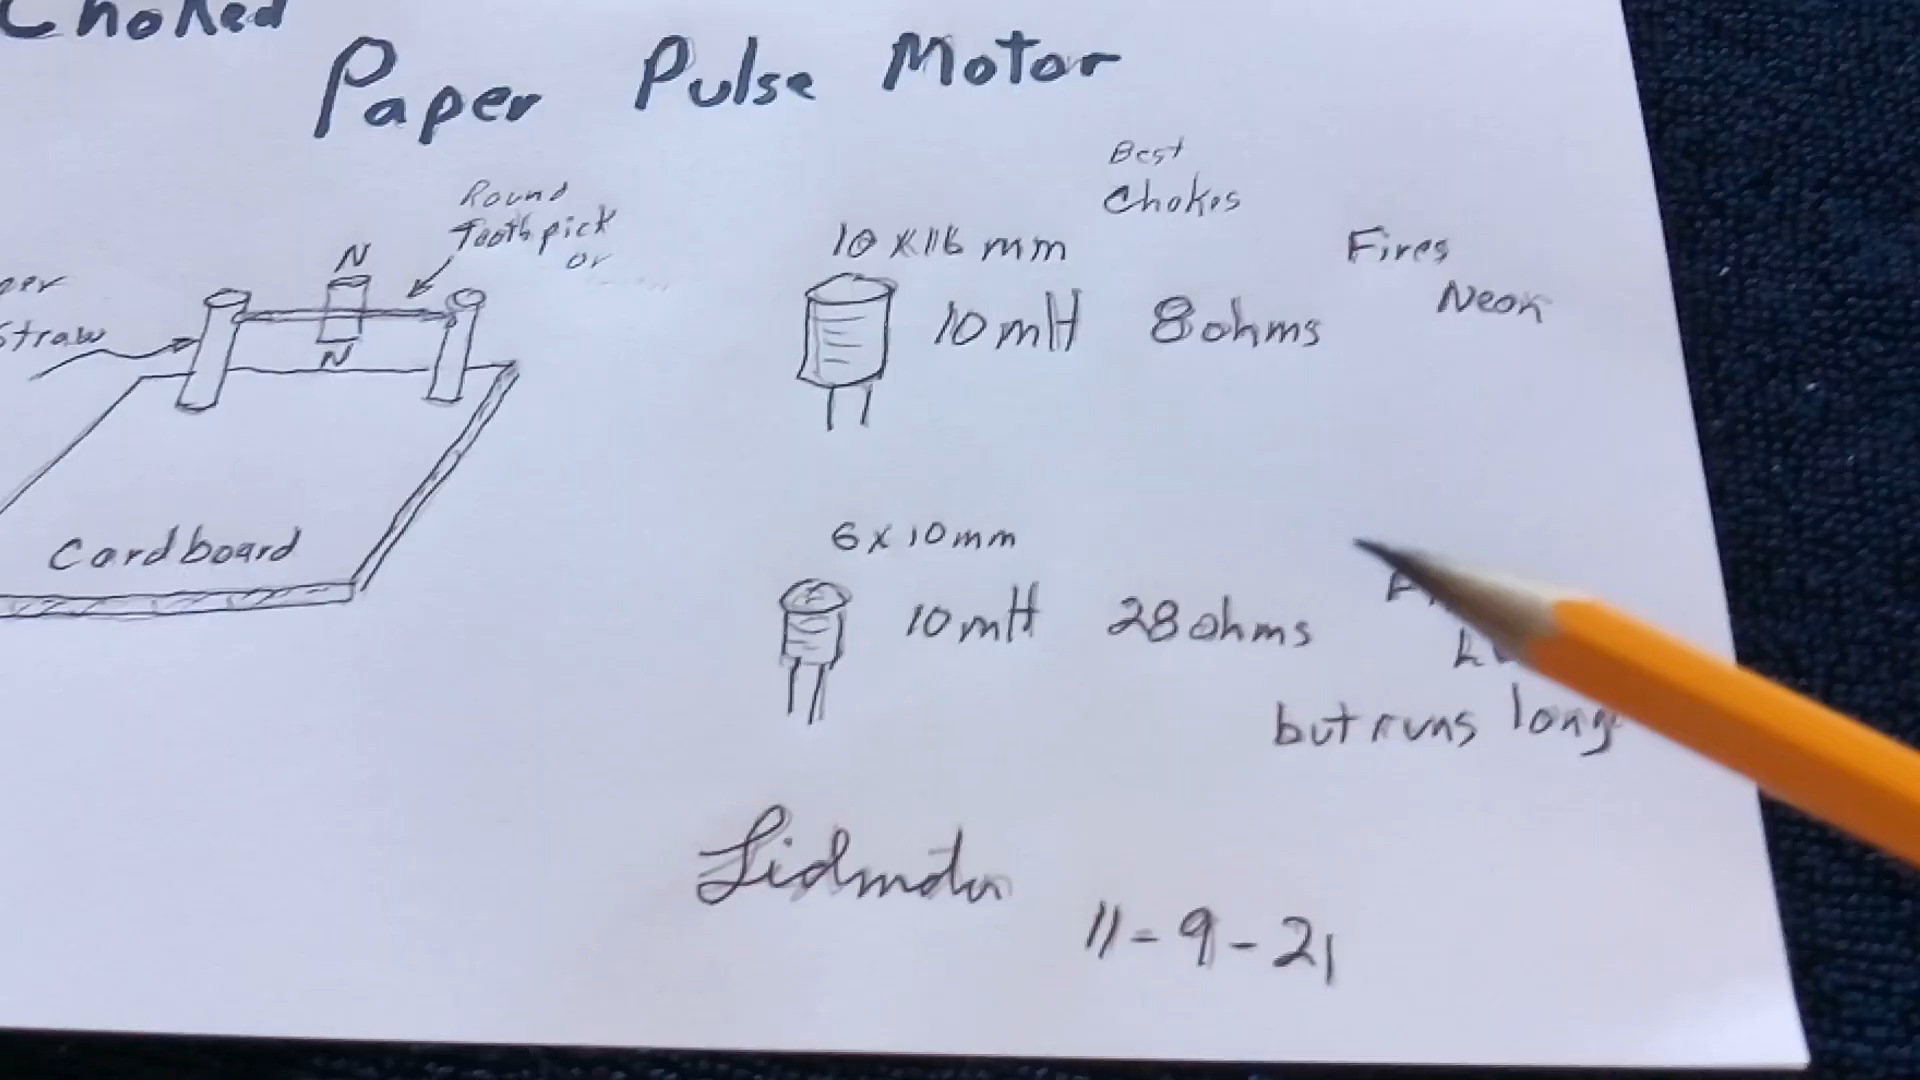 Choked
Paper Pulse Motor
Best
Chokes
Round
Toothpick
or
N
Straw
N
Cardboard
10 x 16 mm
10 mH 8 ohms
Fires
Neon
6 x 10 mm
10 mH 28 ohms
but runs long
Lidmotor
11-9-21